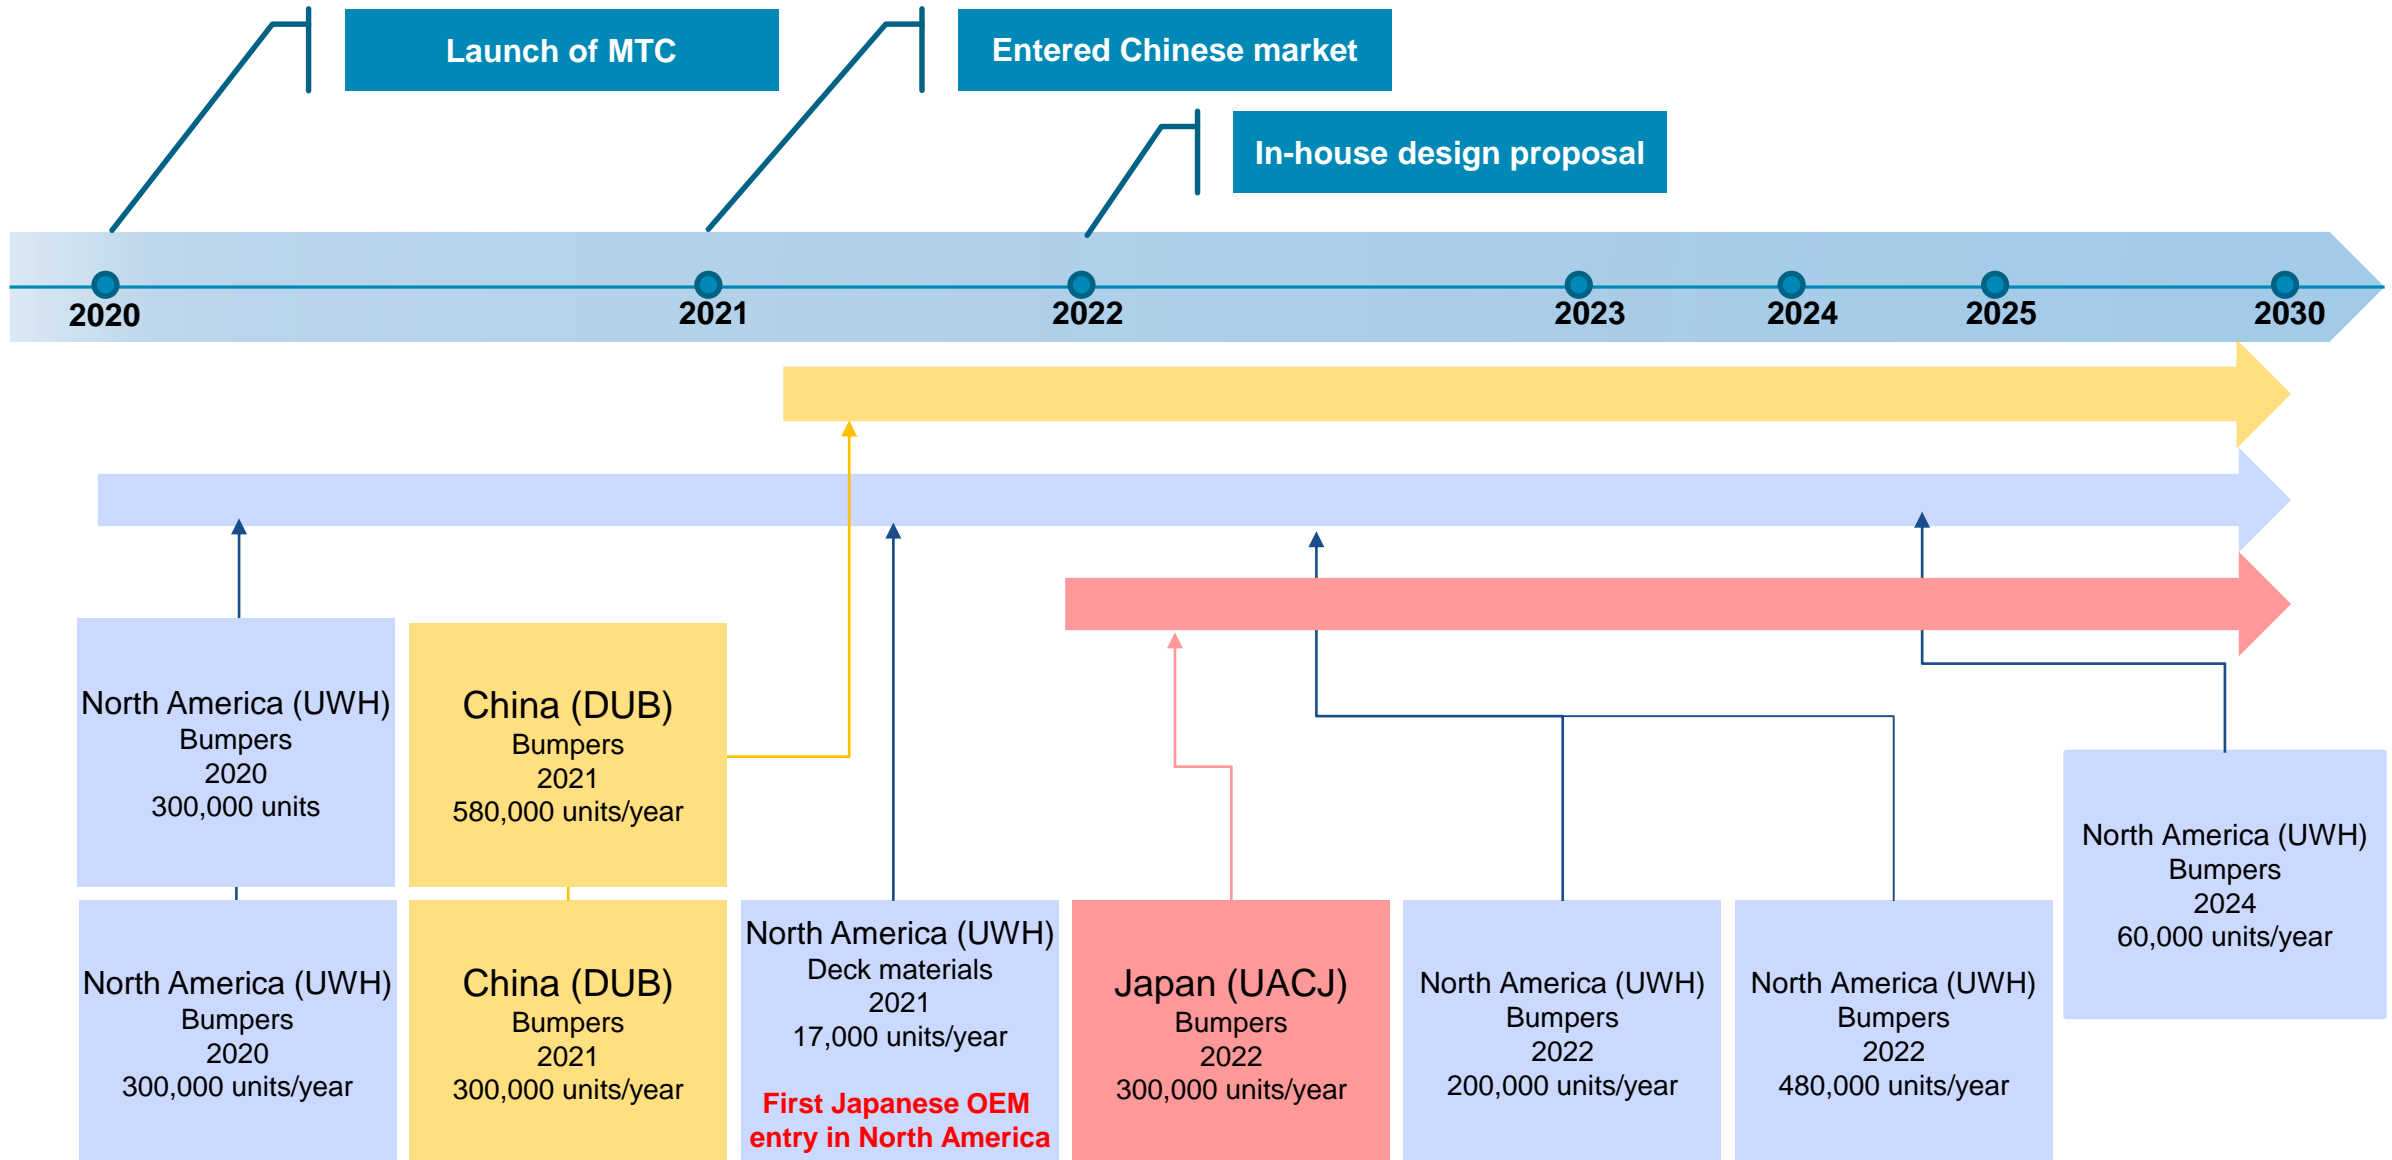 Launch of MTC
Entered Chinese market
In-house design proposal
2020
2021
2022
2023
2024
2025
2030
North America (UWH)
Bumpers
2020
300,000 units
China (DUB)
Bumpers
2021
580,000 units/year
North America (UWH)
Bumpers
2024
60,000 units/year
North America (UWH)
Bumpers
2020
300,000 units/year
China (DUB)
Bumpers
2021
300,000 units/year
North America (UWH)
Deck materials
2021
17,000 units/year
First Japanese OEM
entry in North America
Japan (UACJ)
Bumpers
2022
300,000 units/year
North America (UWH)
Bumpers
2022
200,000 units/year
North America (UWH)
Bumpers
2022
480,000 units/year